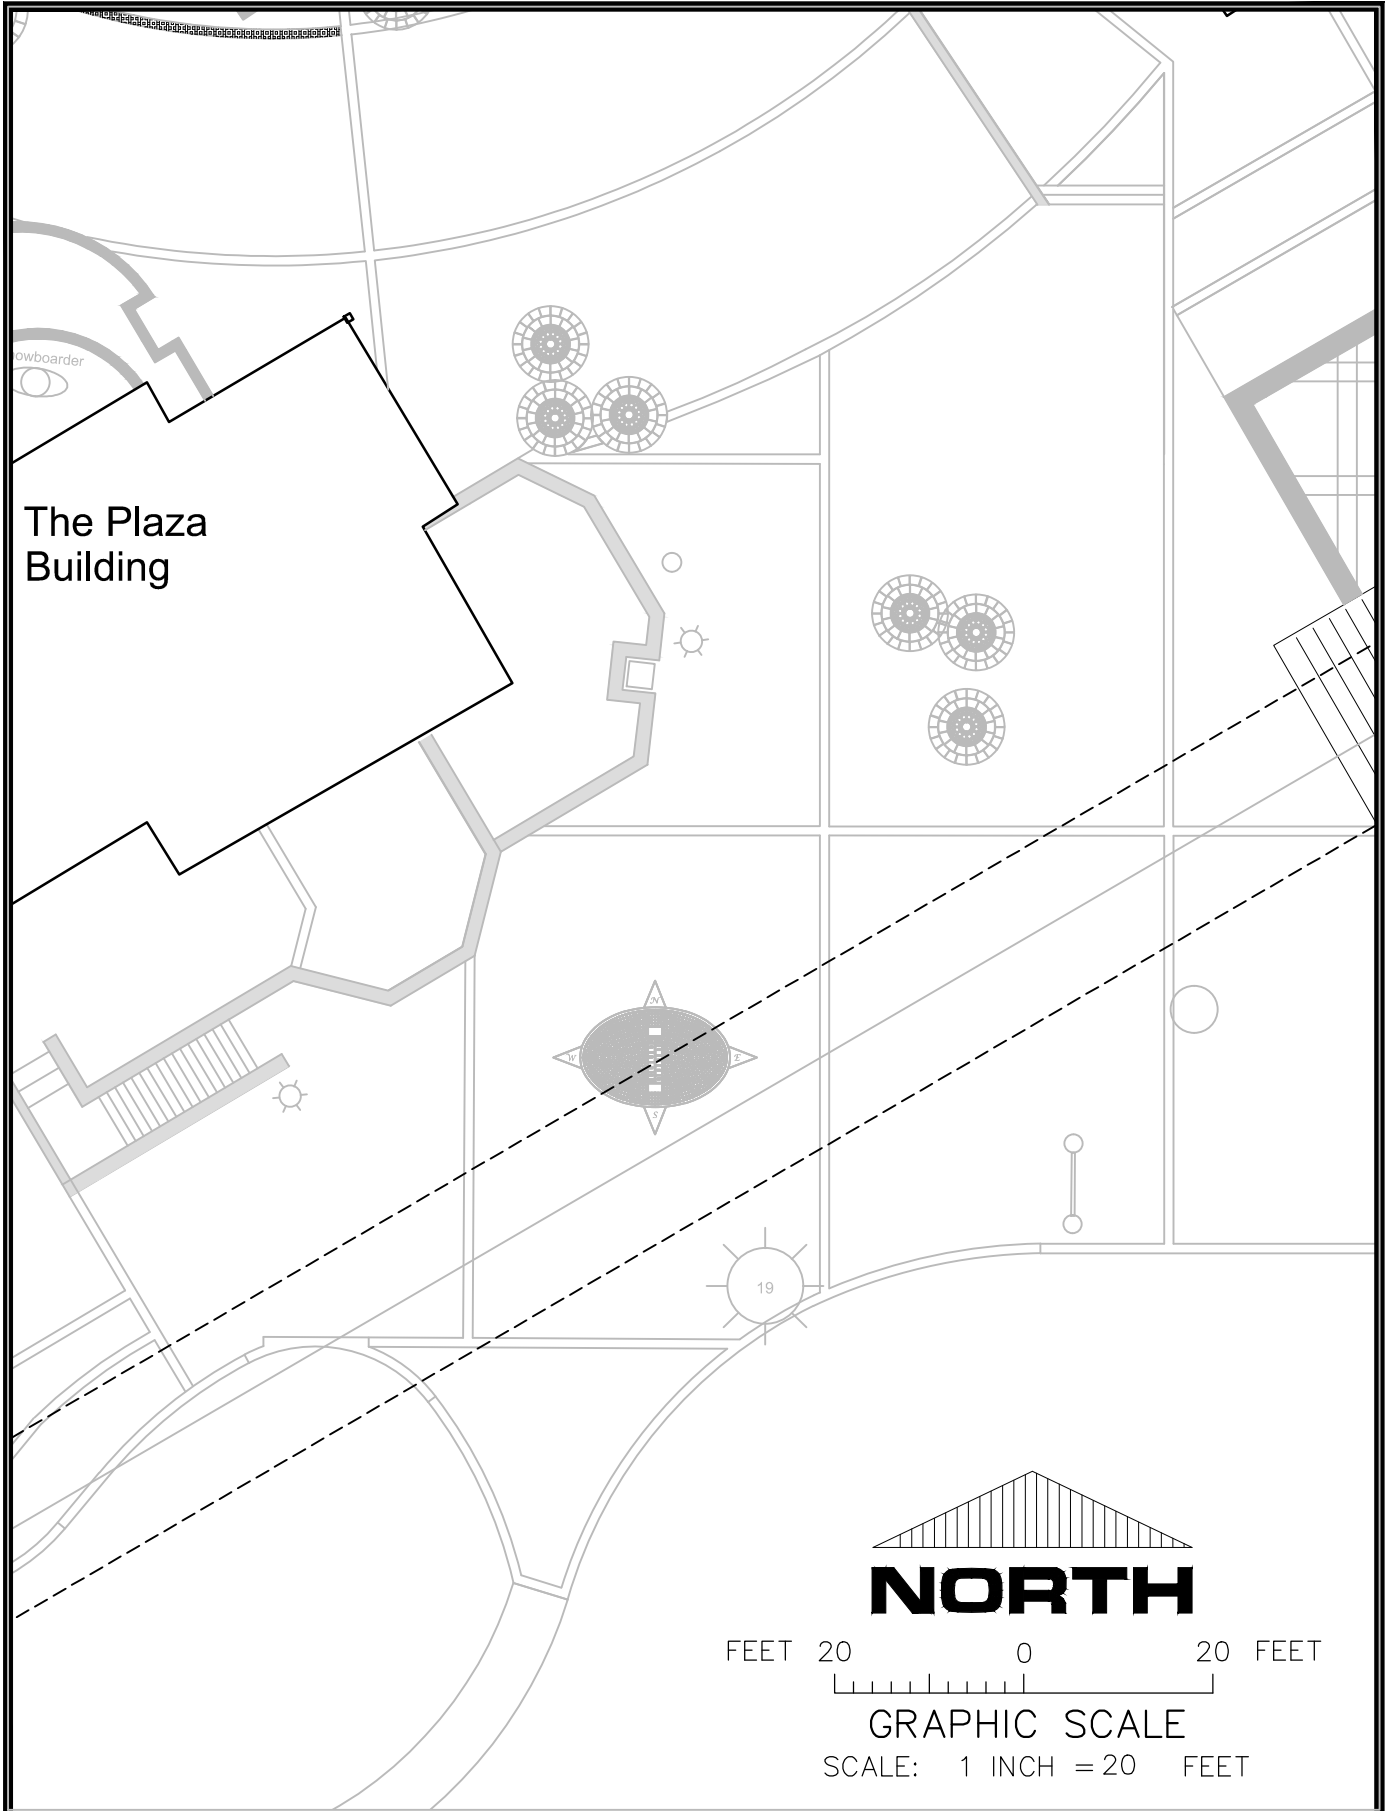 owboarder
The Plaza
Building
N
W
E
S
19
NORTH
FEET 20 0 20 FEET
GRAPHIC SCALE
SCALE: 1 INCH = 20 FEET